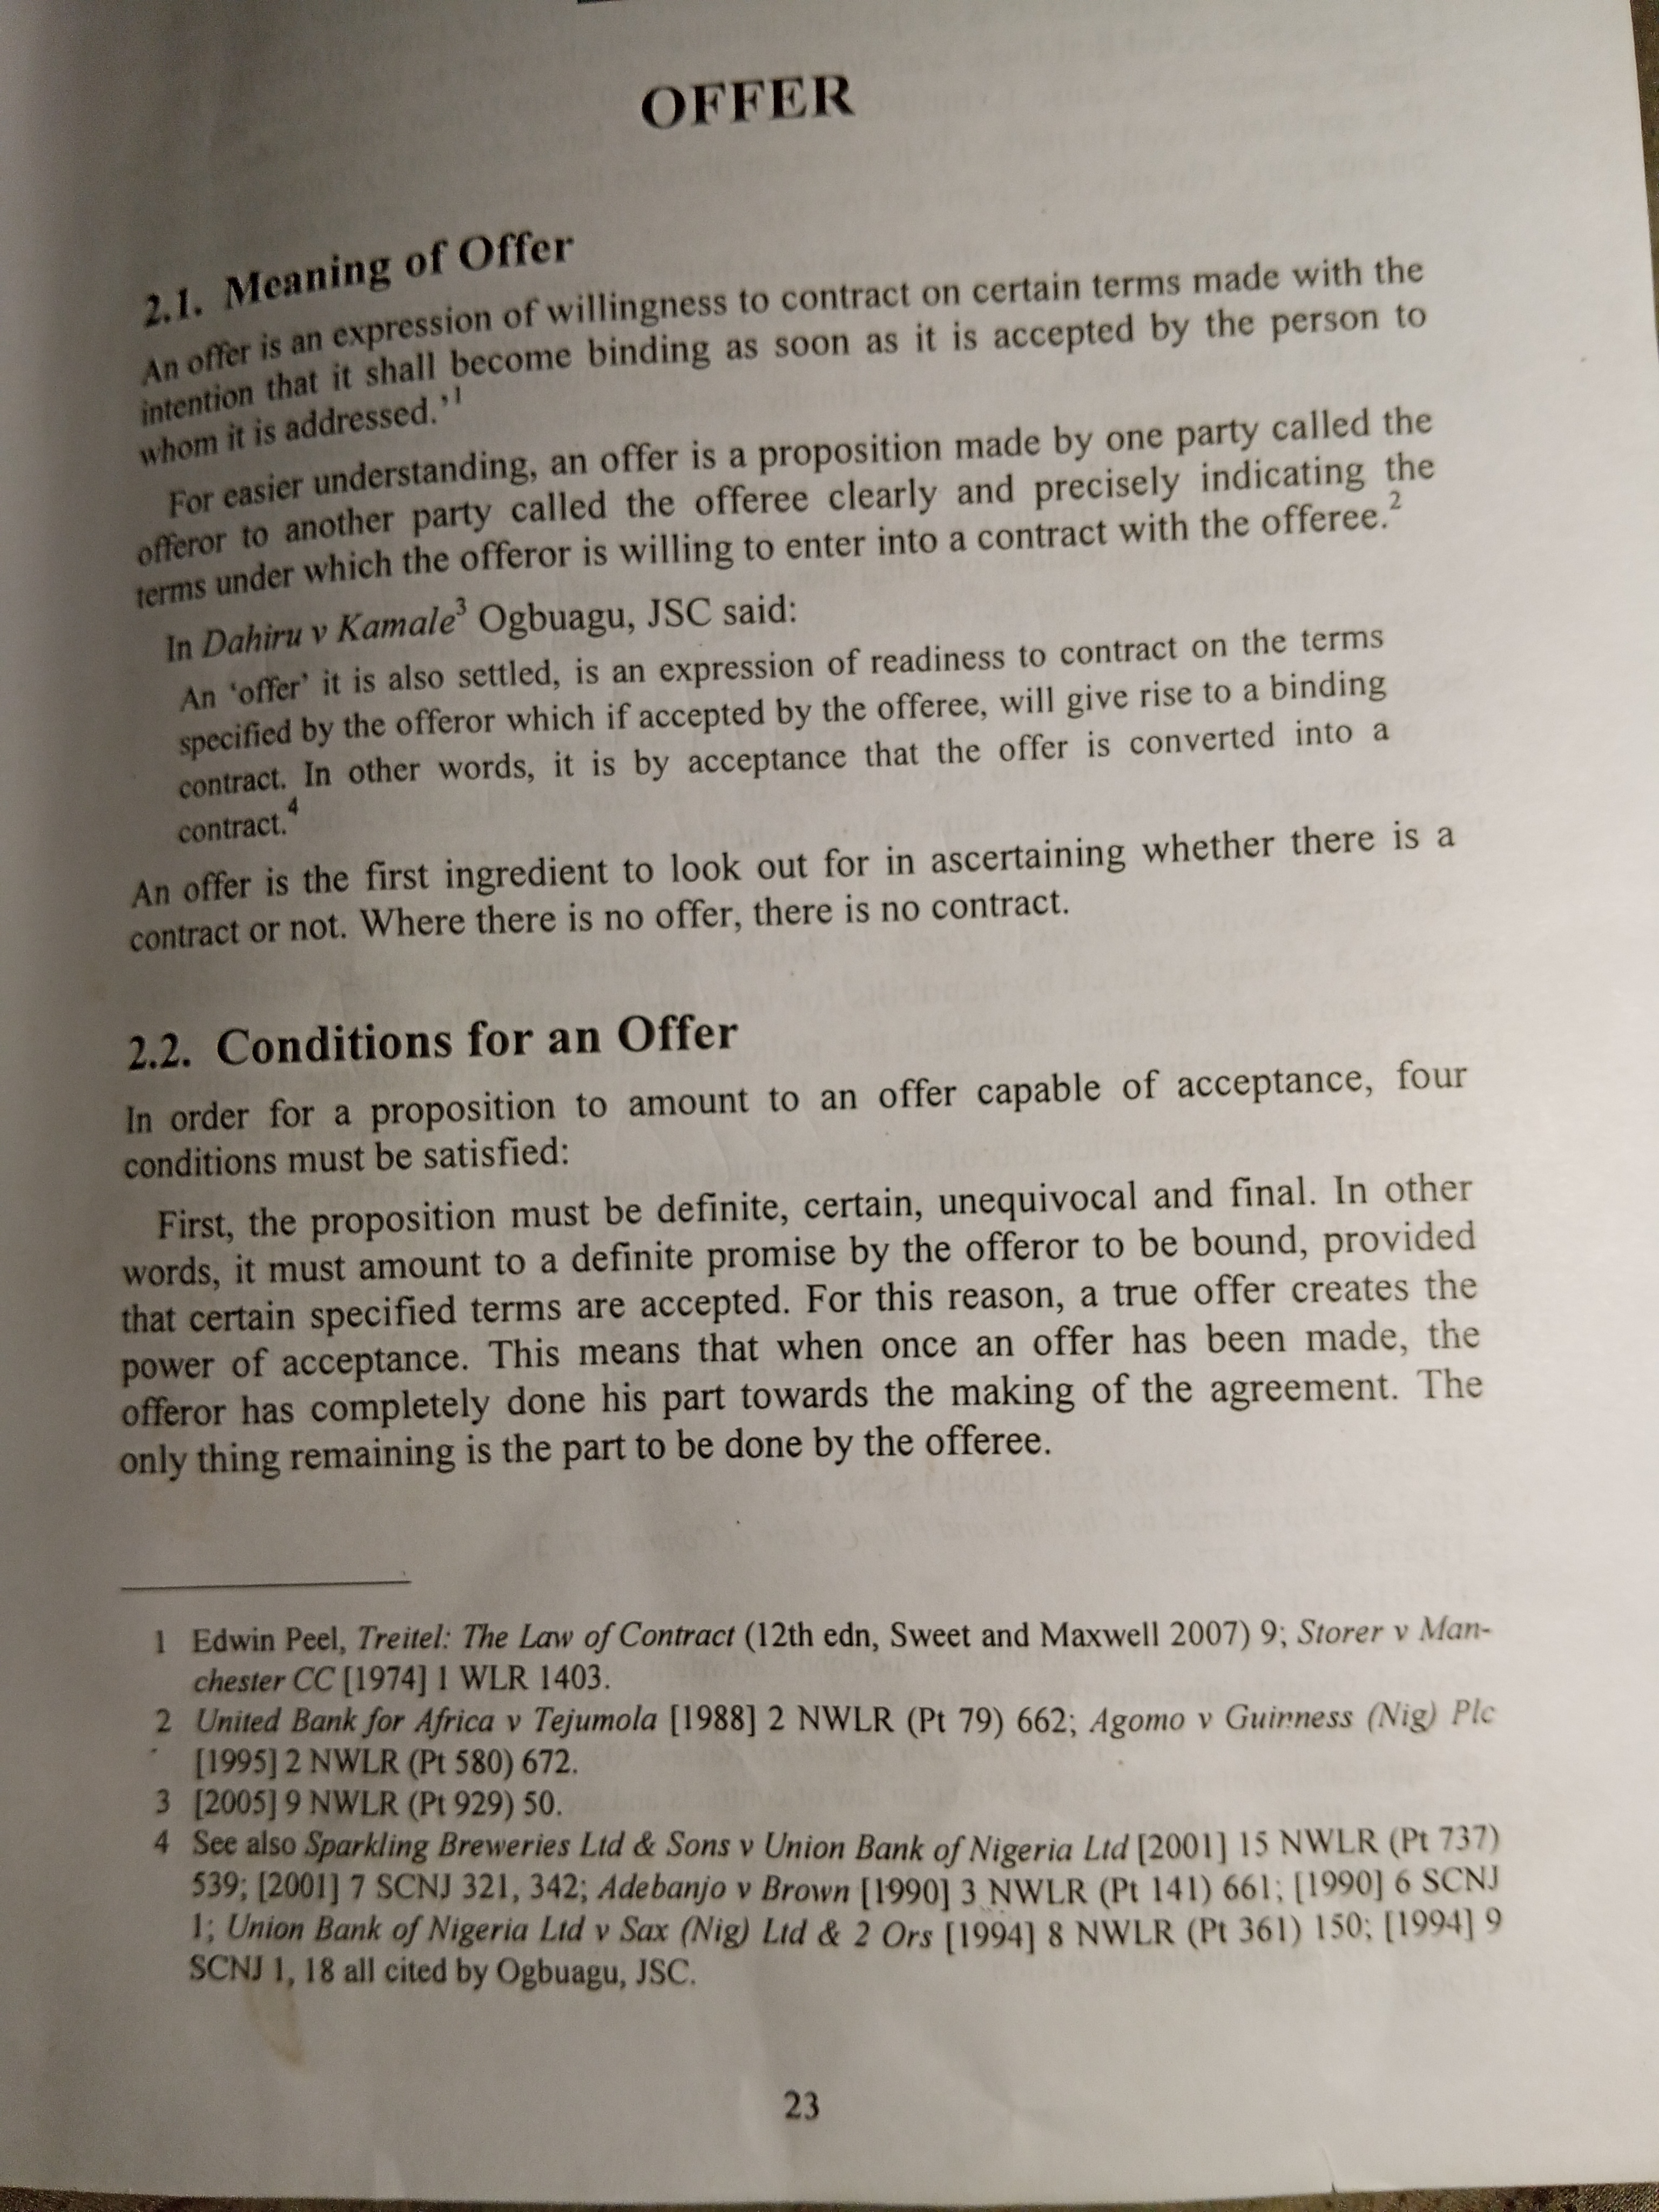 OFFER
2.1. Meaning of Offer
An offer is an expression of willingness to contract on certain terms made with the
intention that it shall become binding as soon as it is accepted by the person to
whom it is addressed.’1
For easier understanding, an offer is a proposition made by one party called the
offeror to another party called the offeree clearly and precisely indicating the
terms under which the offeror is willing to enter into a contract with the offeree.2
In Dahiru v Kamale3 Ogbuagu, JSC said:
An ‘offer’ it is also settled, is an expression of readiness to contract on the terms
specified by the offeror which if accepted by the offeree, will give rise to a binding
contract. In other words, it is by acceptance that the offer is converted into a
contract.4
An offer is the first ingredient to look out for in ascertaining whether there is a
contract or not. Where there is no offer, there is no contract.
2.2. Conditions for an Offer
In order for a proposition to amount to an offer capable of acceptance, four
conditions must be satisfied:
First, the proposition must be definite, certain, unequivocal and final. In other
words, it must amount to a definite promise by the offeror to be bound, provided
that certain specified terms are accepted. For this reason, a true offer creates the
power of acceptance. This means that when once an offer has been made, the
offeror has completely done his part towards the making of the agreement. The
only thing remaining is the part to be done by the offeree.
1 Edwin Peel, Treitel: The Law of Contract (12th edn, Sweet and Maxwell 2007) 9; Storer v Man-
chester CC [1974] 1 WLR 1403.
2 United Bank for Africa v Tejumola [1988] 2 NWLR (Pt 79) 662; Agomo v Guinness (Nig) Plc
[1995] 2 NWLR (Pt 580) 672.
3 [2005] 9 NWLR (Pt 929) 50.
4 See also Sparkling Breweries Ltd & Sons v Union Bank of Nigeria Ltd [2001] 15 NWLR (Pt 737)
539; [2001] 7 SCNJ 321, 342; Adebanjo v Brown [1990] 3 NWLR (Pt 141) 661; [1990] 6 SCNJ
1; Union Bank of Nigeria Ltd v Sax (Nig) Ltd & 2 Ors [1994] 8 NWLR (Pt 361) 150; [1994] 9
SCNJ 1, 18 all cited by Ogbuagu, JSC.
23